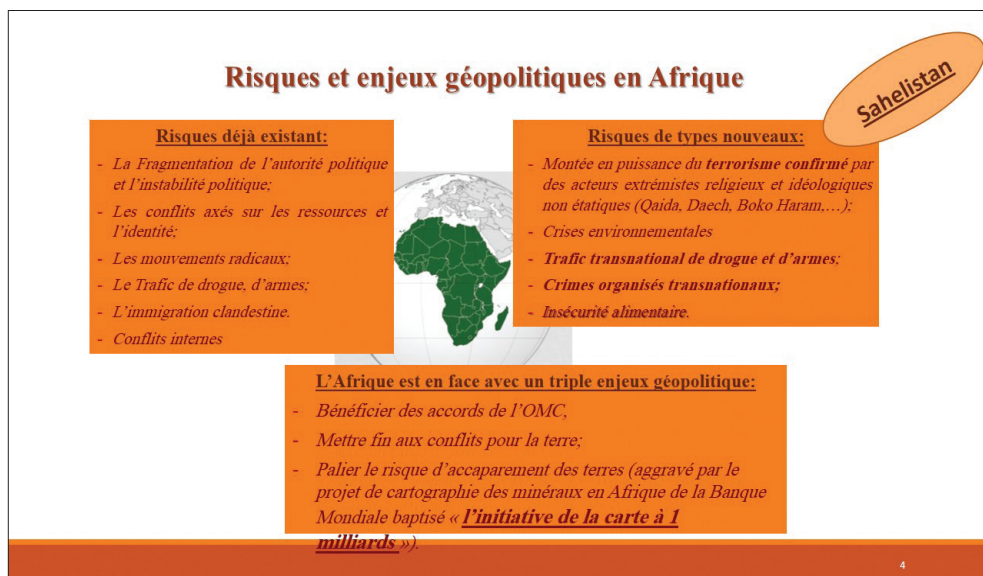 Risques et enjeux géopolitiques en Afrique
Sahelistan
Risques déjà existant:
- La Fragmentation de l'autorité politique
et l'instabilité politique;
- Les conflits axés sur les ressources et
l'identité;
- Les mouvements radicaux;
- Le Trafic de drogue, d'armes;
- L'immigration clandestine.
- Conflits internes
Risques de types nouveaux:
- Montée en puissance du terrorisme confirmé par
des acteurs extrémistes religieux et idéologiques
non étatiques (Qaida, Daech, Boko Haram,…);
- Crises environnementales
- Trafic transnational de drogue et d'armes;
- Crimes organisés transnationaux;
- Insécurité alimentaire.
L'Afrique est en face avec un triple enjeux géopolitique:
- Bénéficier des accords de l'OMC,
- Mettre fin aux conflits pour la terre;
- Palier le risque d'accaparement des terres (aggravé par le
projet de cartographie des minéraux en Afrique de la Banque
Mondiale baptisé « l'initiative de la carte à 1
milliards »).
4